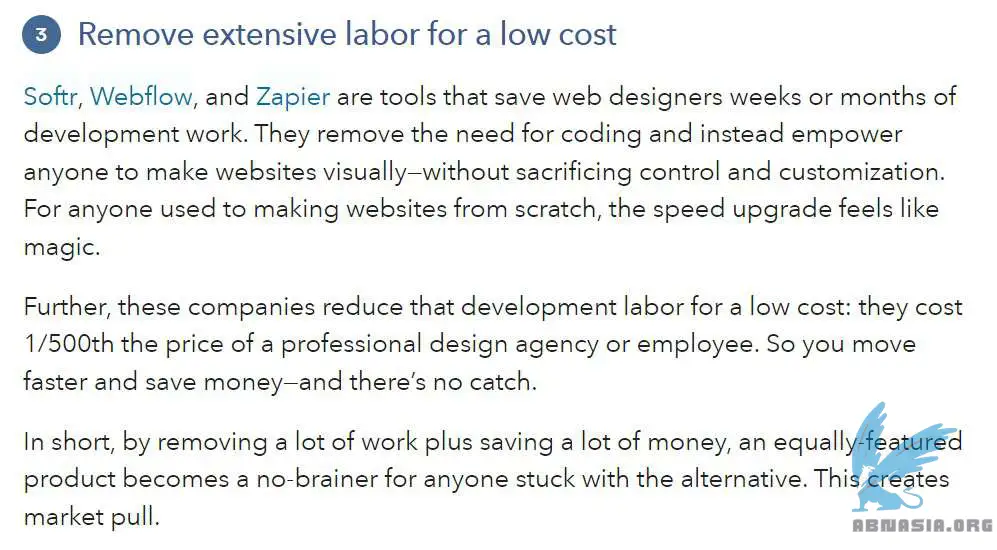 3 Remove extensive labor for a low cost
Softr, Webflow, and Zapier are tools that save web designers weeks or months of
development work. They remove the need for coding and instead empower
anyone to make websites visually—without sacrificing control and customization.
For anyone used to making websites from scratch, the speed upgrade feels like
magic.
Further, these companies reduce that development labor for a low cost: they cost
1/500th the price of a professional design agency or employee. So you move
faster and save money—and there's no catch.
In short, by removing a lot of work plus saving a lot of money, an equally-featured
product becomes a no-brainer for anyone stuck with the alternative. This creates
market pull.
ABNASIA.ORG